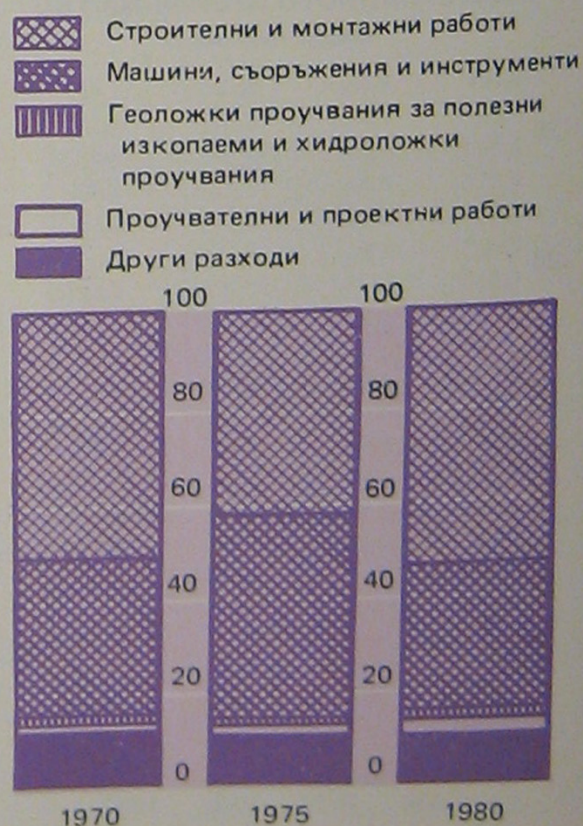 Строителни и монтажни работи
Машини, съоръжения и инструменти
Геоложки проучвания за полезни
изкопаеми и хидроложки
проучвания
Проучвателни и проектни работи
Други разходи
100 100
80 80
60 60
40 40
20 20
0 0
1970 1975 1980